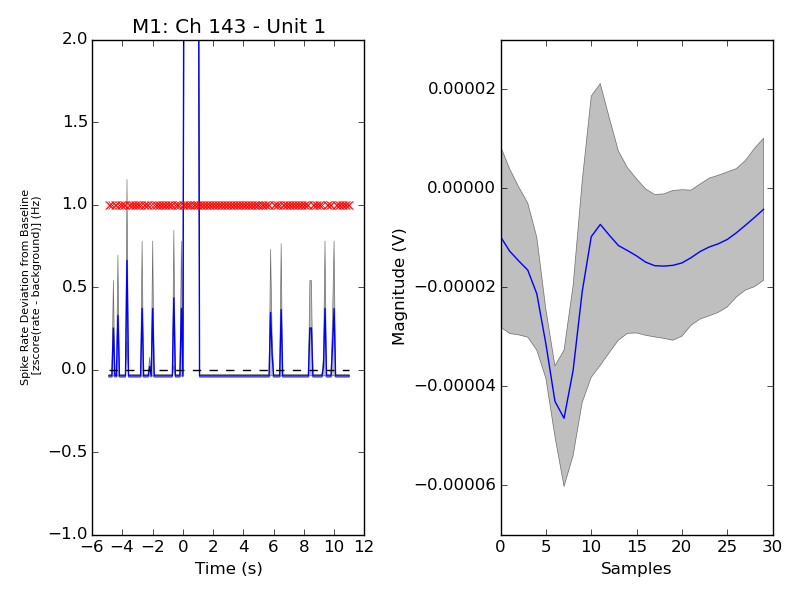 M1: Ch 143 - Unit 1
2.0
1.5
1.0
0.5
0.0
−0.5
−1.0
−6 −4 −2 0 2 4 6 8 10 12
Time (s)
Spike Rate Deviation from Baseline
[zscore(rate - background)] (Hz)
0.00002
0.00000
−0.00002
−0.00004
−0.00006
0 5 10 15 20 25 30
Samples
Magnitude (V)